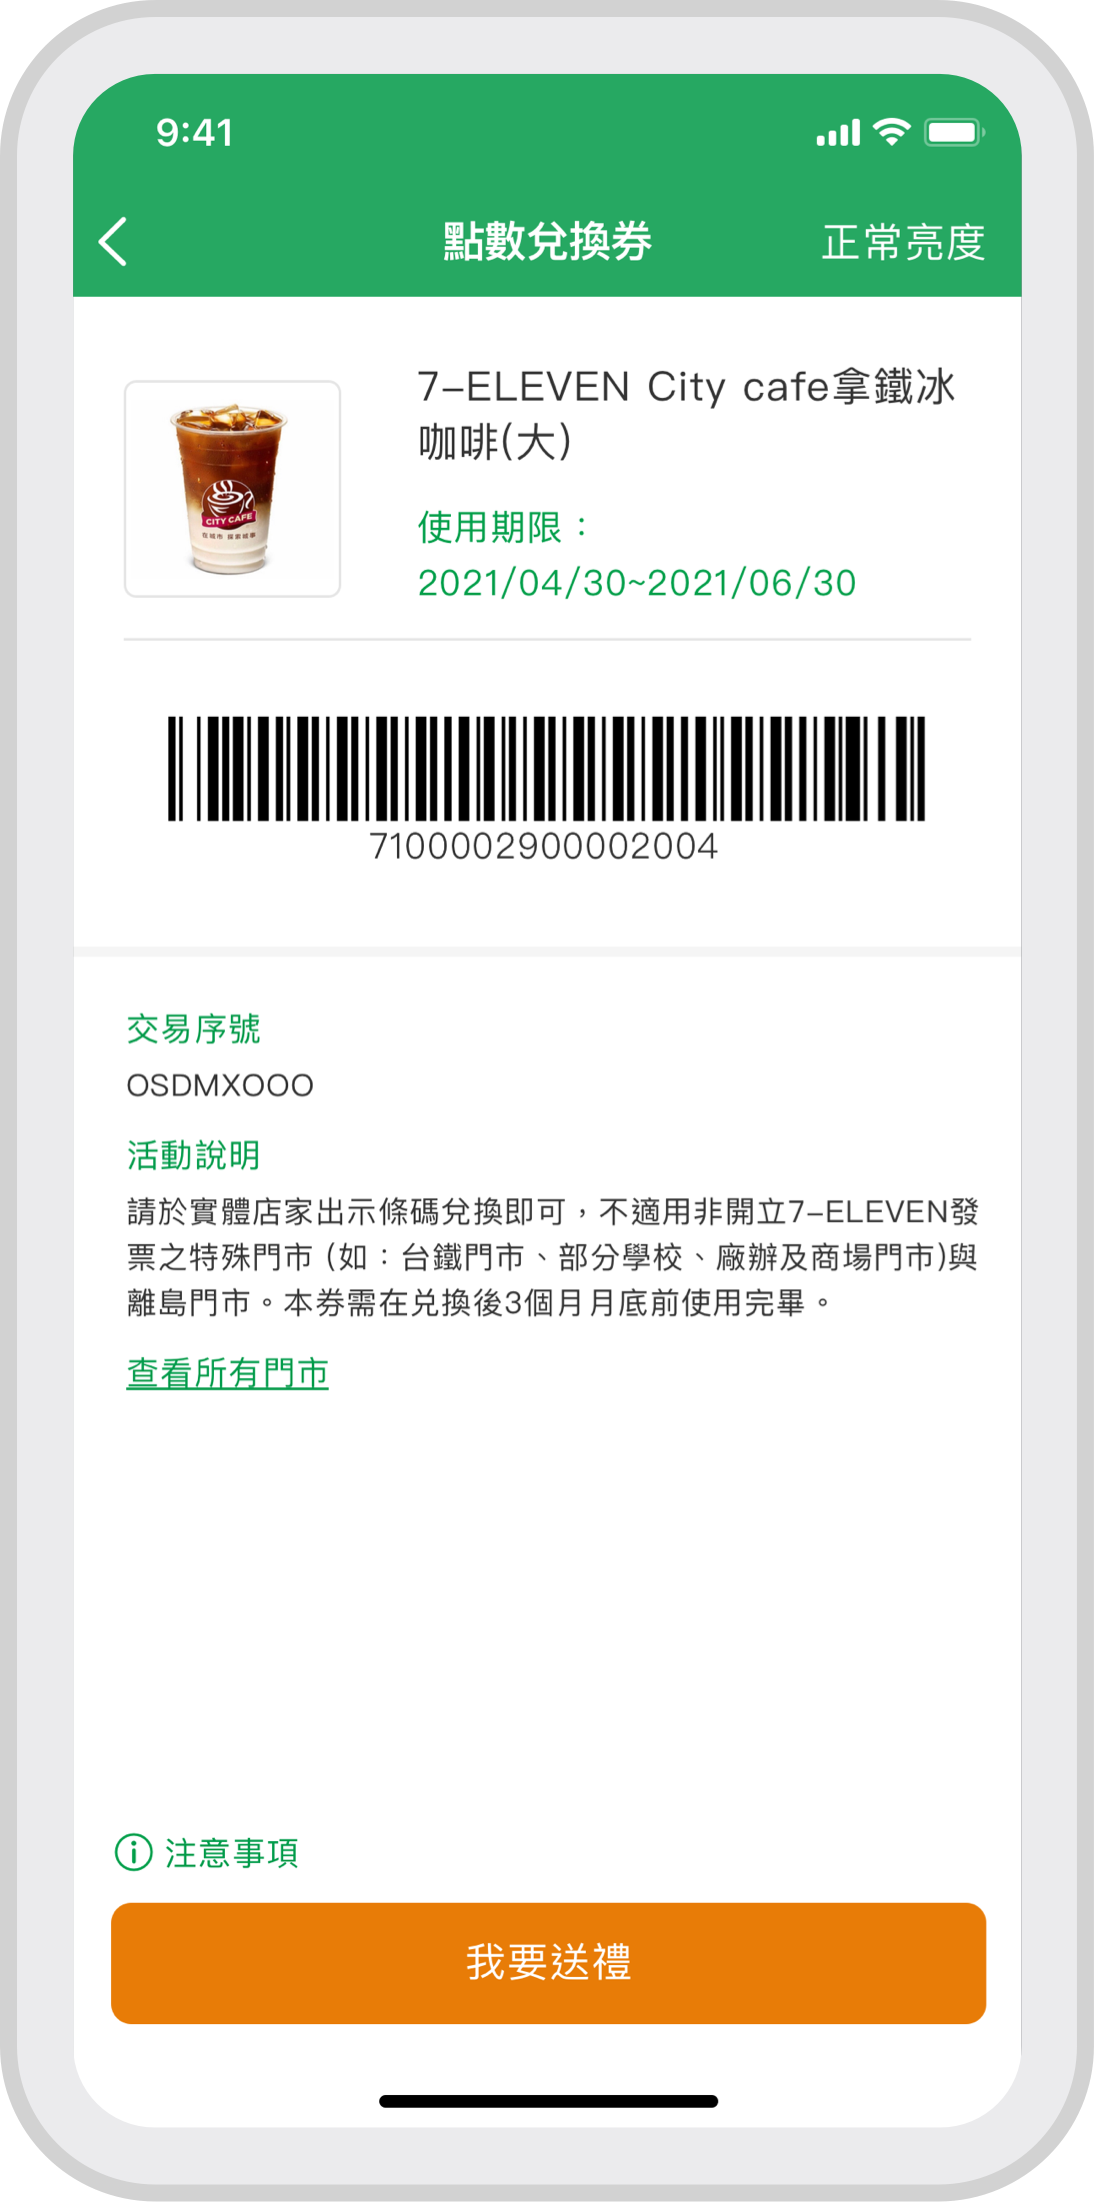 9:41
點數兌換券
正常亮度
7-ELEVEN City cafe拿鐵冰
咖啡(大)
CITY CAFE
使用期限：
2021/04/30~2021/06/30
7100002900002004
交易序號
OSDMXOOO
活動說明
請於實體店家出示條碼兌換即可，不適用非開立7-ELEVEN發
票之特殊門市 (如：台鐵門市、部分學校、廠辦及商場門市)與
離島門市。本券需在兌換後3個月月底前使用完畢。
查看所有門市
注意事項
我要送禮